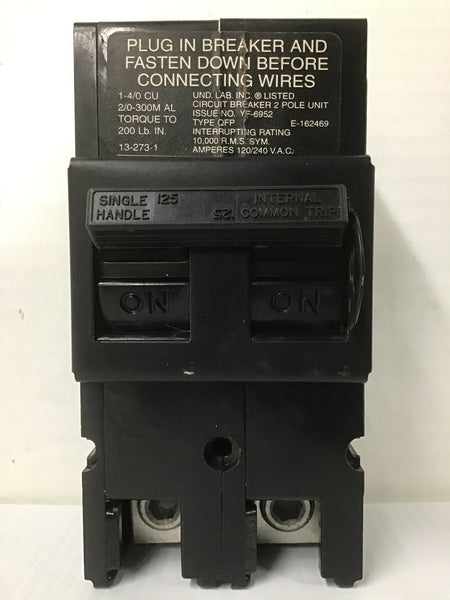 PLUG IN BREAKER AND
FASTEN DOWN BEFORE
CONNECTING WIRES
1-4/0 CU
2/0-300M AL
TORQUE TO
200 Lb. IN.
13-273-1
UND. LAB. INC. ® LISTED
CIRCUIT BREAKER 2 POLE UNIT
ISSUE NO. YF-6952
TYPE QFP E-162469
INTERRUPTING RATING
10,000 R.M.S. SYM.
AMPERES 120/240 V.A.C.
SINGLE 125
HANDLE
INTERNAL
125 COMMON TRIP
ON ON